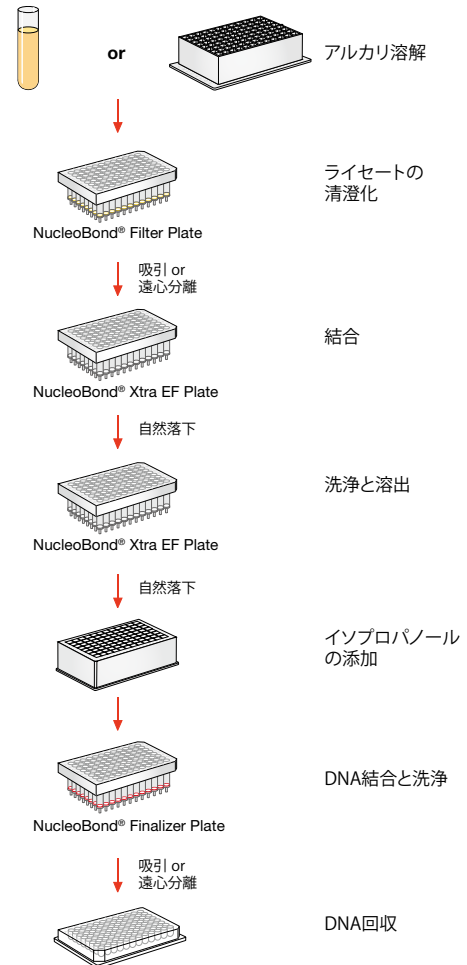 or
アルカリ溶解
ライセートの
清澄化
NucleoBond® Filter Plate
吸引 or
遠心分離
結合
NucleoBond® Xtra EF Plate
自然落下
洗浄と溶出
NucleoBond® Xtra EF Plate
自然落下
イソプロパノール
の添加
DNA結合と洗浄
NucleoBond® Finalizer Plate
吸引 or
遠心分離
DNA回収